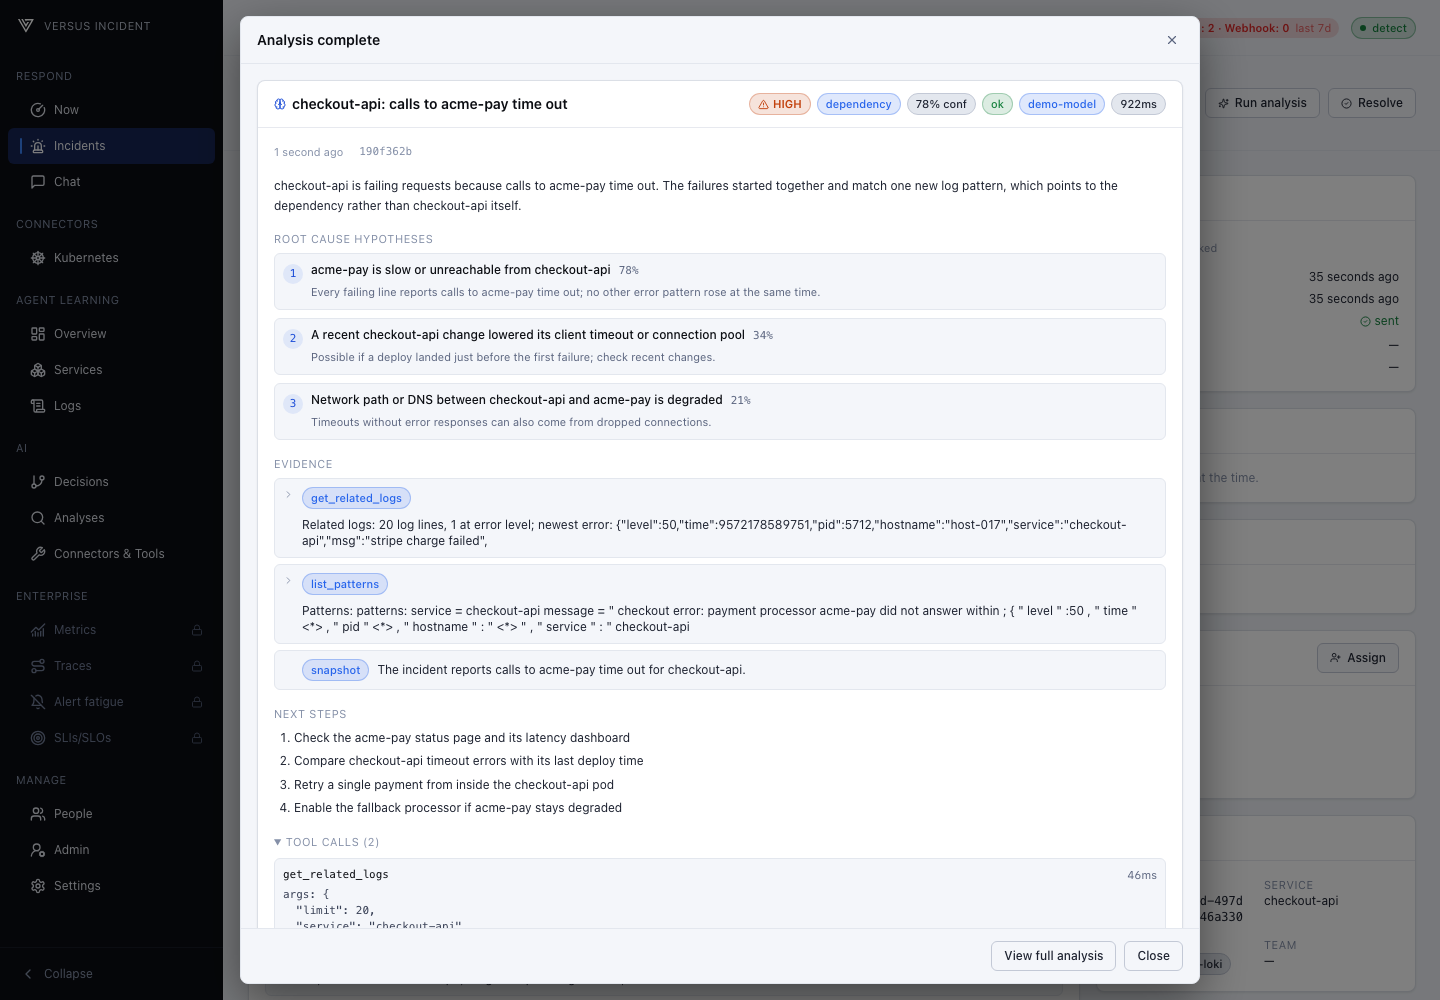 VERSUS INCIDENT
RESPOND
Now
Incidents
Chat
CONNECTORS
Kubernetes
AGENT LEARNING
Overview
Services
Logs
AI
Decisions
Analyses
Connectors & Tools
ENTERPRISE
Metrics
Traces
Alert fatigue
SLIs/SLOs
MANAGE
People
Admin
Settings
Collapse
: 2 · Webhook: 0 last 7d
detect
Run analysis
Resolve
35 seconds ago
35 seconds ago
sent
—
—
t the time.
Assign
d-497d
46a330
SERVICE
checkout-api
TEAM
—
-loki
Analysis complete
checkout-api: calls to acme-pay time out
HIGH
dependency
78% conf
ok
demo-model
922ms
1 second ago 190f362b
checkout-api is failing requests because calls to acme-pay time out. The failures started together and match one new log pattern, which points to the
dependency rather than checkout-api itself.
ROOT CAUSE HYPOTHESES
1 acme-pay is slow or unreachable from checkout-api 78%
Every failing line reports calls to acme-pay time out; no other error pattern rose at the same time.
2 A recent checkout-api change lowered its client timeout or connection pool 34%
Possible if a deploy landed just before the first failure; check recent changes.
3 Network path or DNS between checkout-api and acme-pay is degraded 21%
Timeouts without error responses can also come from dropped connections.
EVIDENCE
get_related_logs
Related logs: 20 log lines, 1 at error level; newest error: {"level":50,"time":9572178589751,"pid":5712,"hostname":"host-017","service":"checkout-
api","msg":"stripe charge failed",
list_patterns
Patterns: patterns: service = checkout-api message = " checkout error: payment processor acme-pay did not answer within ; { " level " :50 , " time "
<*> , " pid " <*> , " hostname " : " <*> " , " service " : " checkout-api
snapshot The incident reports calls to acme-pay time out for checkout-api.
NEXT STEPS
1. Check the acme-pay status page and its latency dashboard
2. Compare checkout-api timeout errors with its last deploy time
3. Retry a single payment from inside the checkout-api pod
4. Enable the fallback processor if acme-pay stays degraded
▼ TOOL CALLS (2)
get_related_logs 46ms
args: {
"limit": 20,
"service": "checkout-api"
View full analysis
Close